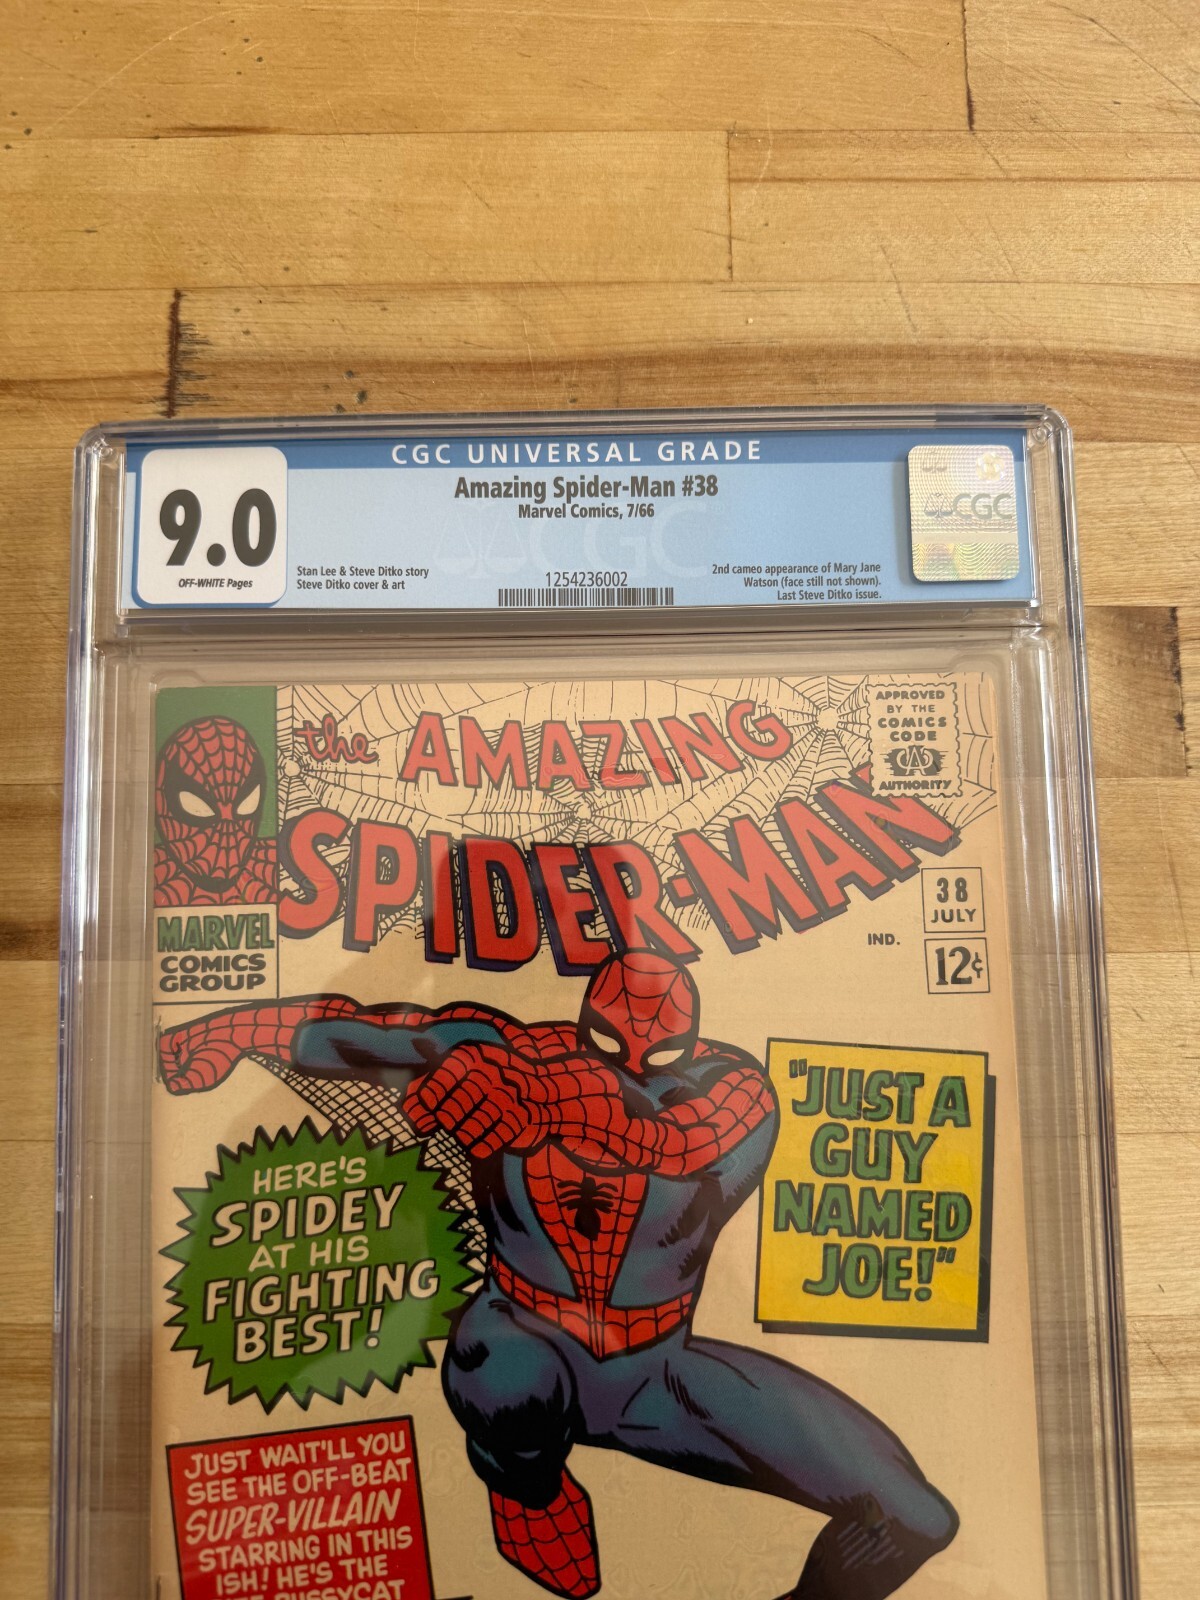 CGC UNIVERSAL GRADE
9.0
OFF-WHITE Pages
Amazing Spider-Man #38
Marvel Comics, 7/66
Stan Lee & Steve Ditko story
Steve Ditko cover & art
1254236002
2nd cameo appearance of Mary Jane
Watson (face still not shown).
Last Steve Ditko issue.
CGC
CGC
the AMAZING
SPIDER-MAN
APPROVED
BY THE
COMICS
CODE
CA
AUTHORITY
MARVEL
COMICS
GROUP
38
JULY
IND.
12¢
"JUST A
GUY
NAMED
JOE!"
HERE'S
SPIDEY
AT HIS
FIGHTING
BEST!
JUST WAIT'LL YOU
SEE THE OFF-BEAT
SUPER-VILLAIN
STARRING IN THIS
ISH! HE'S THE